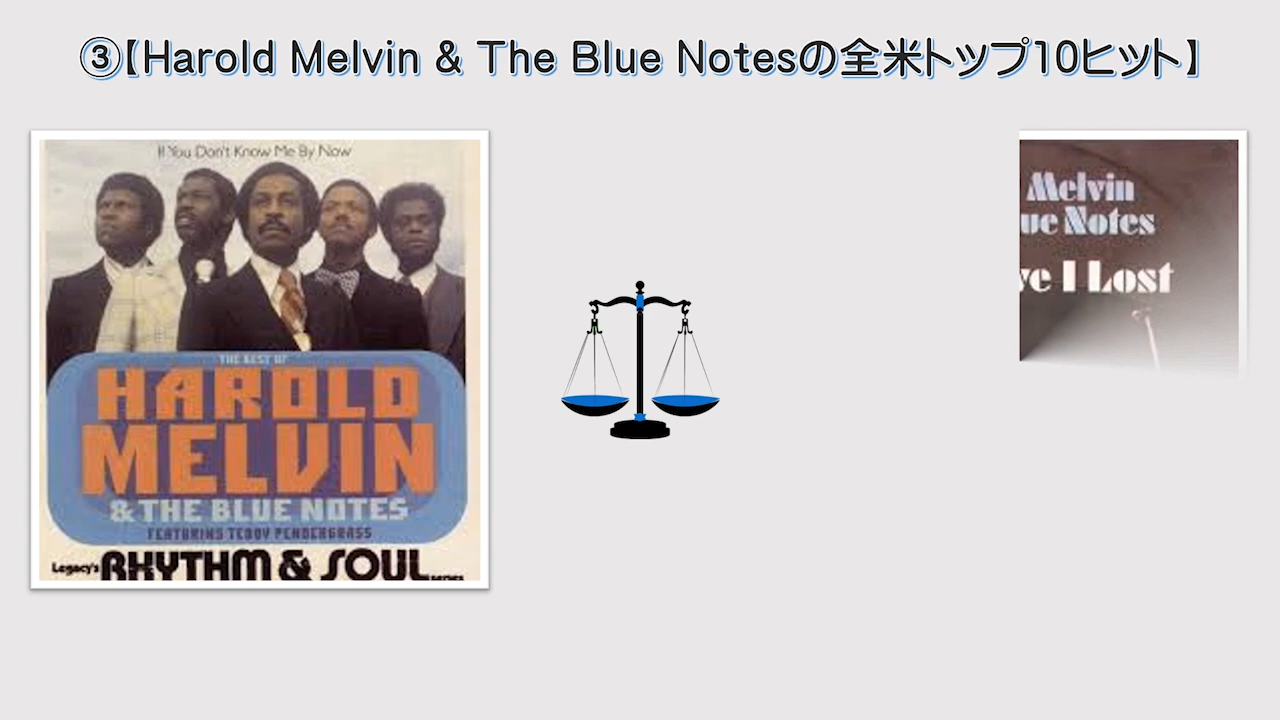 ③【Harold Melvin & The Blue Notesの全米トップ10ヒット】
If You Don't Know Me By Now
THE BEST OF
HAROLD
MELVIN
& THE BLUE NOTES
FEATURING TEDDY PENDERGRASS
Legacy's RHYTHM & SOUL series
Melvin
ue Notes
ve I Lost